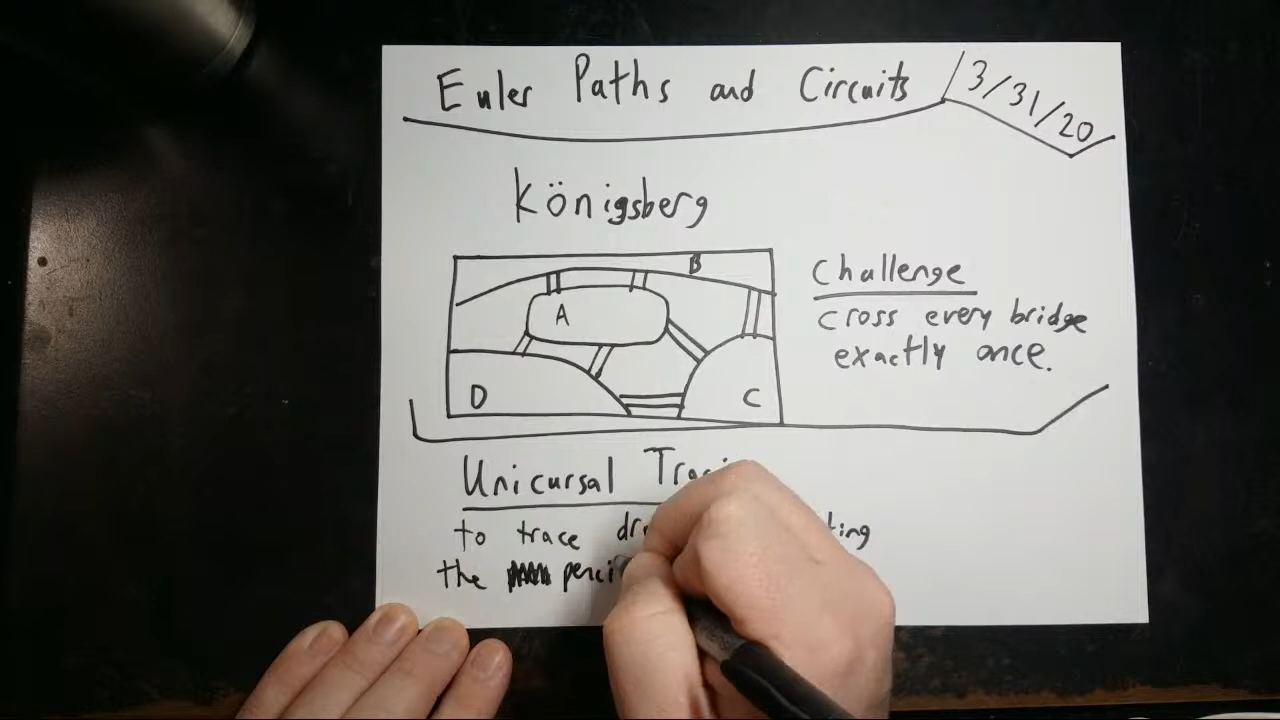 Euler Paths and Circuits
3/31/20
Königsberg
B
A
D
C
Challenge
cross every bridge
exactly once.
Unicursal
to trace
the